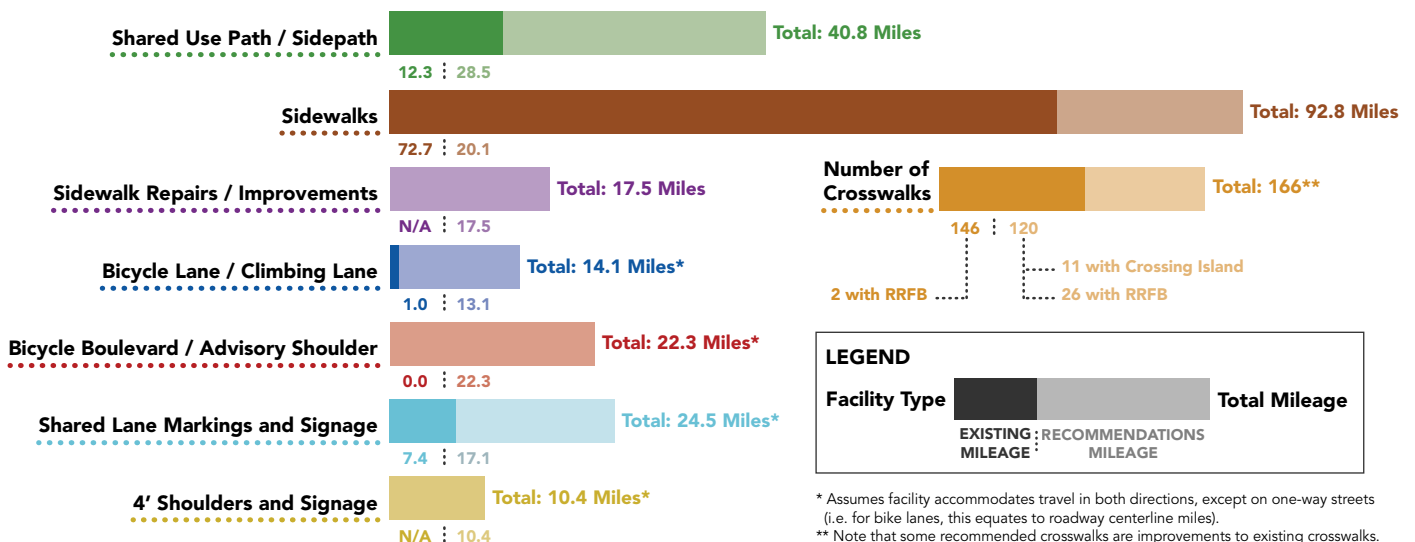 Shared Use Path / Sidepath
Total: 40.8 Miles
12.3 28.5
Sidewalks
Total: 92.8 Miles
72.7 20.1
Sidewalk Repairs / Improvements
Total: 17.5 Miles
N/A 17.5
Bicycle Lane / Climbing Lane
Total: 14.1 Miles*
1.0 13.1
Bicycle Boulevard / Advisory Shoulder
Total: 22.3 Miles*
0.0 22.3
Shared Lane Markings and Signage
Total: 24.5 Miles*
7.4 17.1
4' Shoulders and Signage
Total: 10.4 Miles*
N/A 10.4
Number of
Crosswalks
Total: 166**
146 120
11 with Crossing Island
2 with RRFB
26 with RRFB
LEGEND
Facility Type
Total Mileage
EXISTING
MILEAGE
RECOMMENDATIONS
MILEAGE
* Assumes facility accommodates travel in both directions, except on one-way streets
(i.e. for bike lanes, this equates to roadway centerline miles).
** Note that some recommended crosswalks are improvements to existing crosswalks.